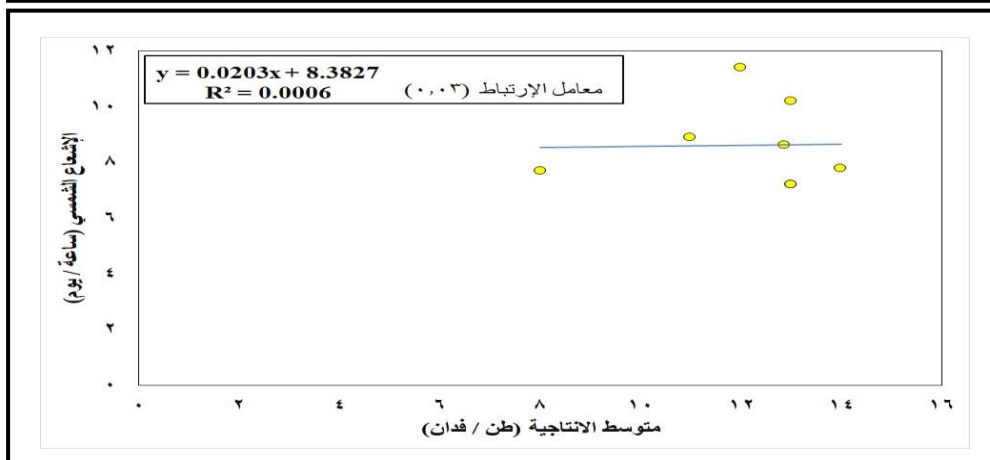 y = 0.0203x + 8.3827
R² = 0.0006
معامل الإرتباط (٠,٠٣)
الإشعاع الشمسي (ساعة / يوم)
١٢
١٠
٨
٦
٤
٢
٠
٠ ٢ ٤ ٦ ٨ ١٠ ١٢ ١٤ ١٦
متوسط الانتاجية (طن / فدان)